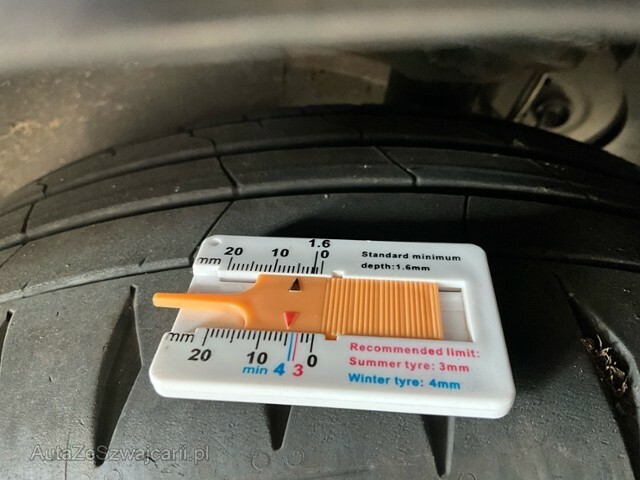 1.6
mm 20 10 0
Standard minimum
depth:1.6mm
mm
20 10 0
min 4 3
Recommended limit:
Summer tyre: 3mm
Winter tyre: 4mm
AutaZeSzwajcarii.pl